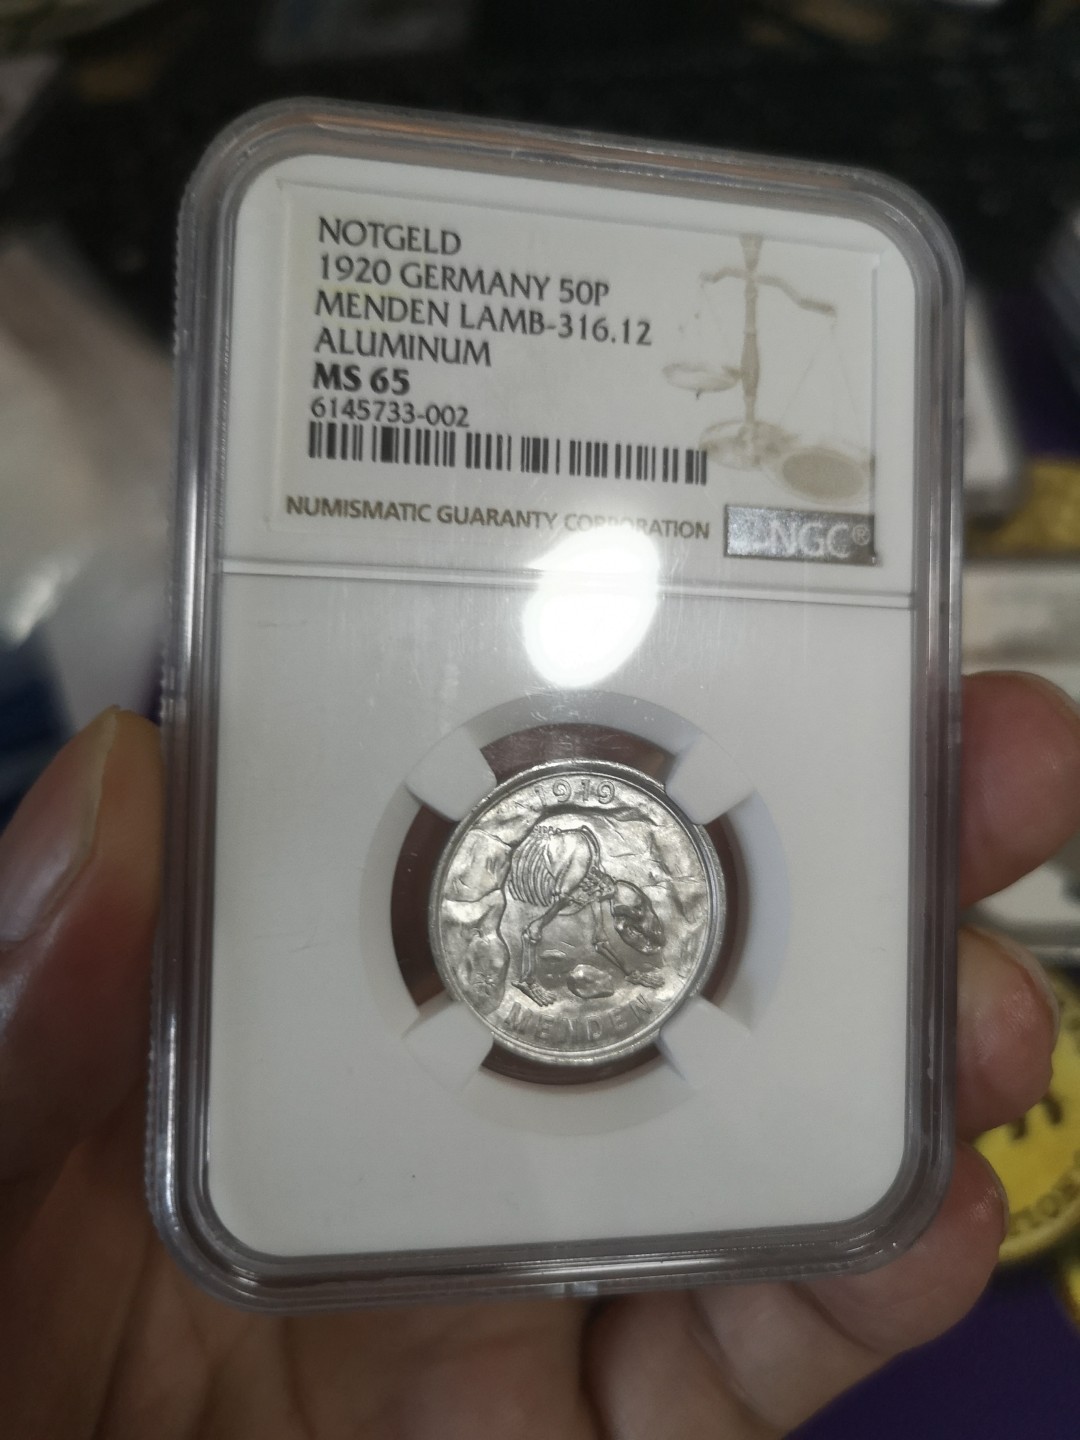 NOTGELD
1920 GERMANY 50P
MENDEN LAMB-316.12
ALUMINUM
MS 65
6145733-002
NUMISMATIC GUARANTY CORPORATION
NGC®
1919
MENDEN